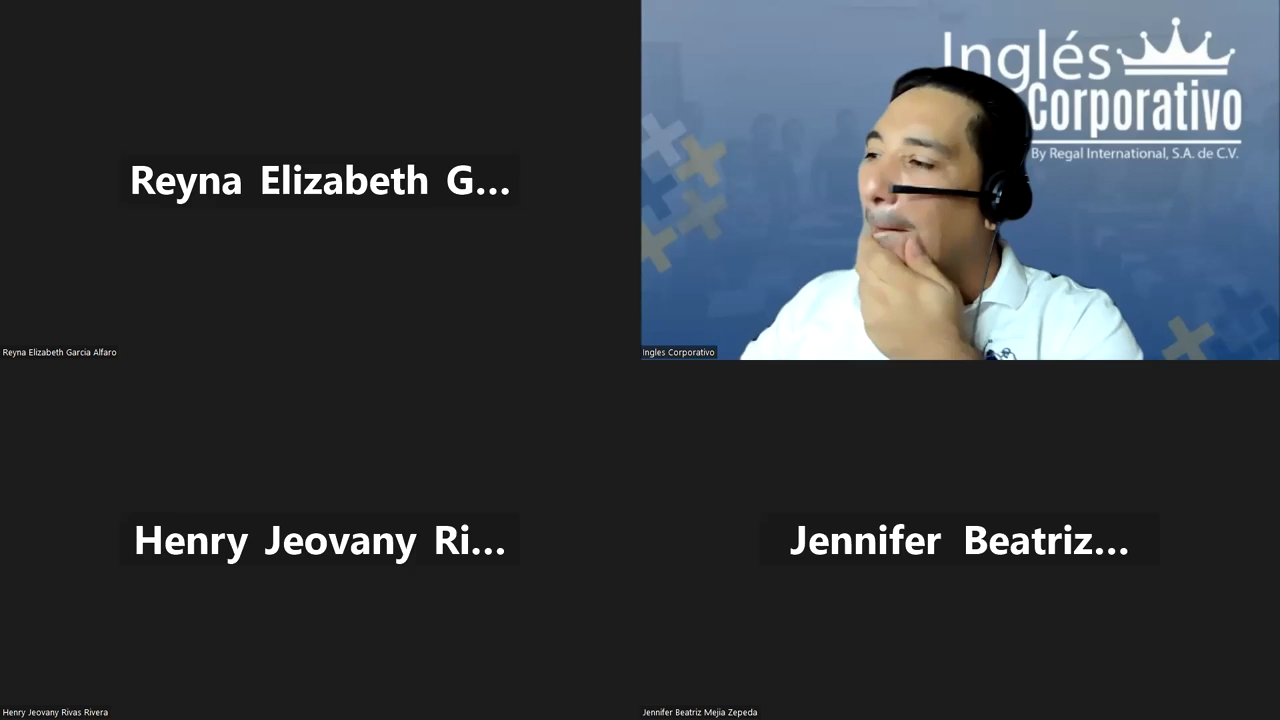 Reyna Elizabeth G...
Reyna Elizabeth Garcia Alfaro
Inglés
Corporativo
By Regal International, S.A. de C.V.
Ingles Corporativo
Henry Jeovany Ri...
Henry Jeovany Rivas Rivera
Jennifer Beatriz...
Jennifer Beatriz Mejia Zepeda